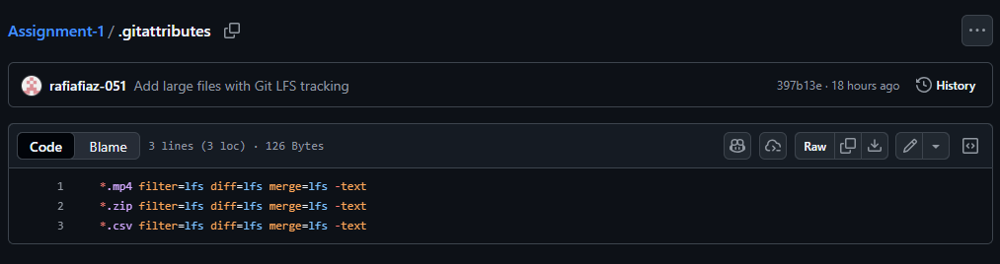 Assignment-1 / .gitattributes
rafiafiaz-051 Add large files with Git LFS tracking 397b13e · 18 hours ago History
Code Blame 3 lines (3 loc) · 126 Bytes Raw
1 *.mp4 filter=lfs diff=lfs merge=lfs -text
2 *.zip filter=lfs diff=lfs merge=lfs -text
3 *.csv filter=lfs diff=lfs merge=lfs -text